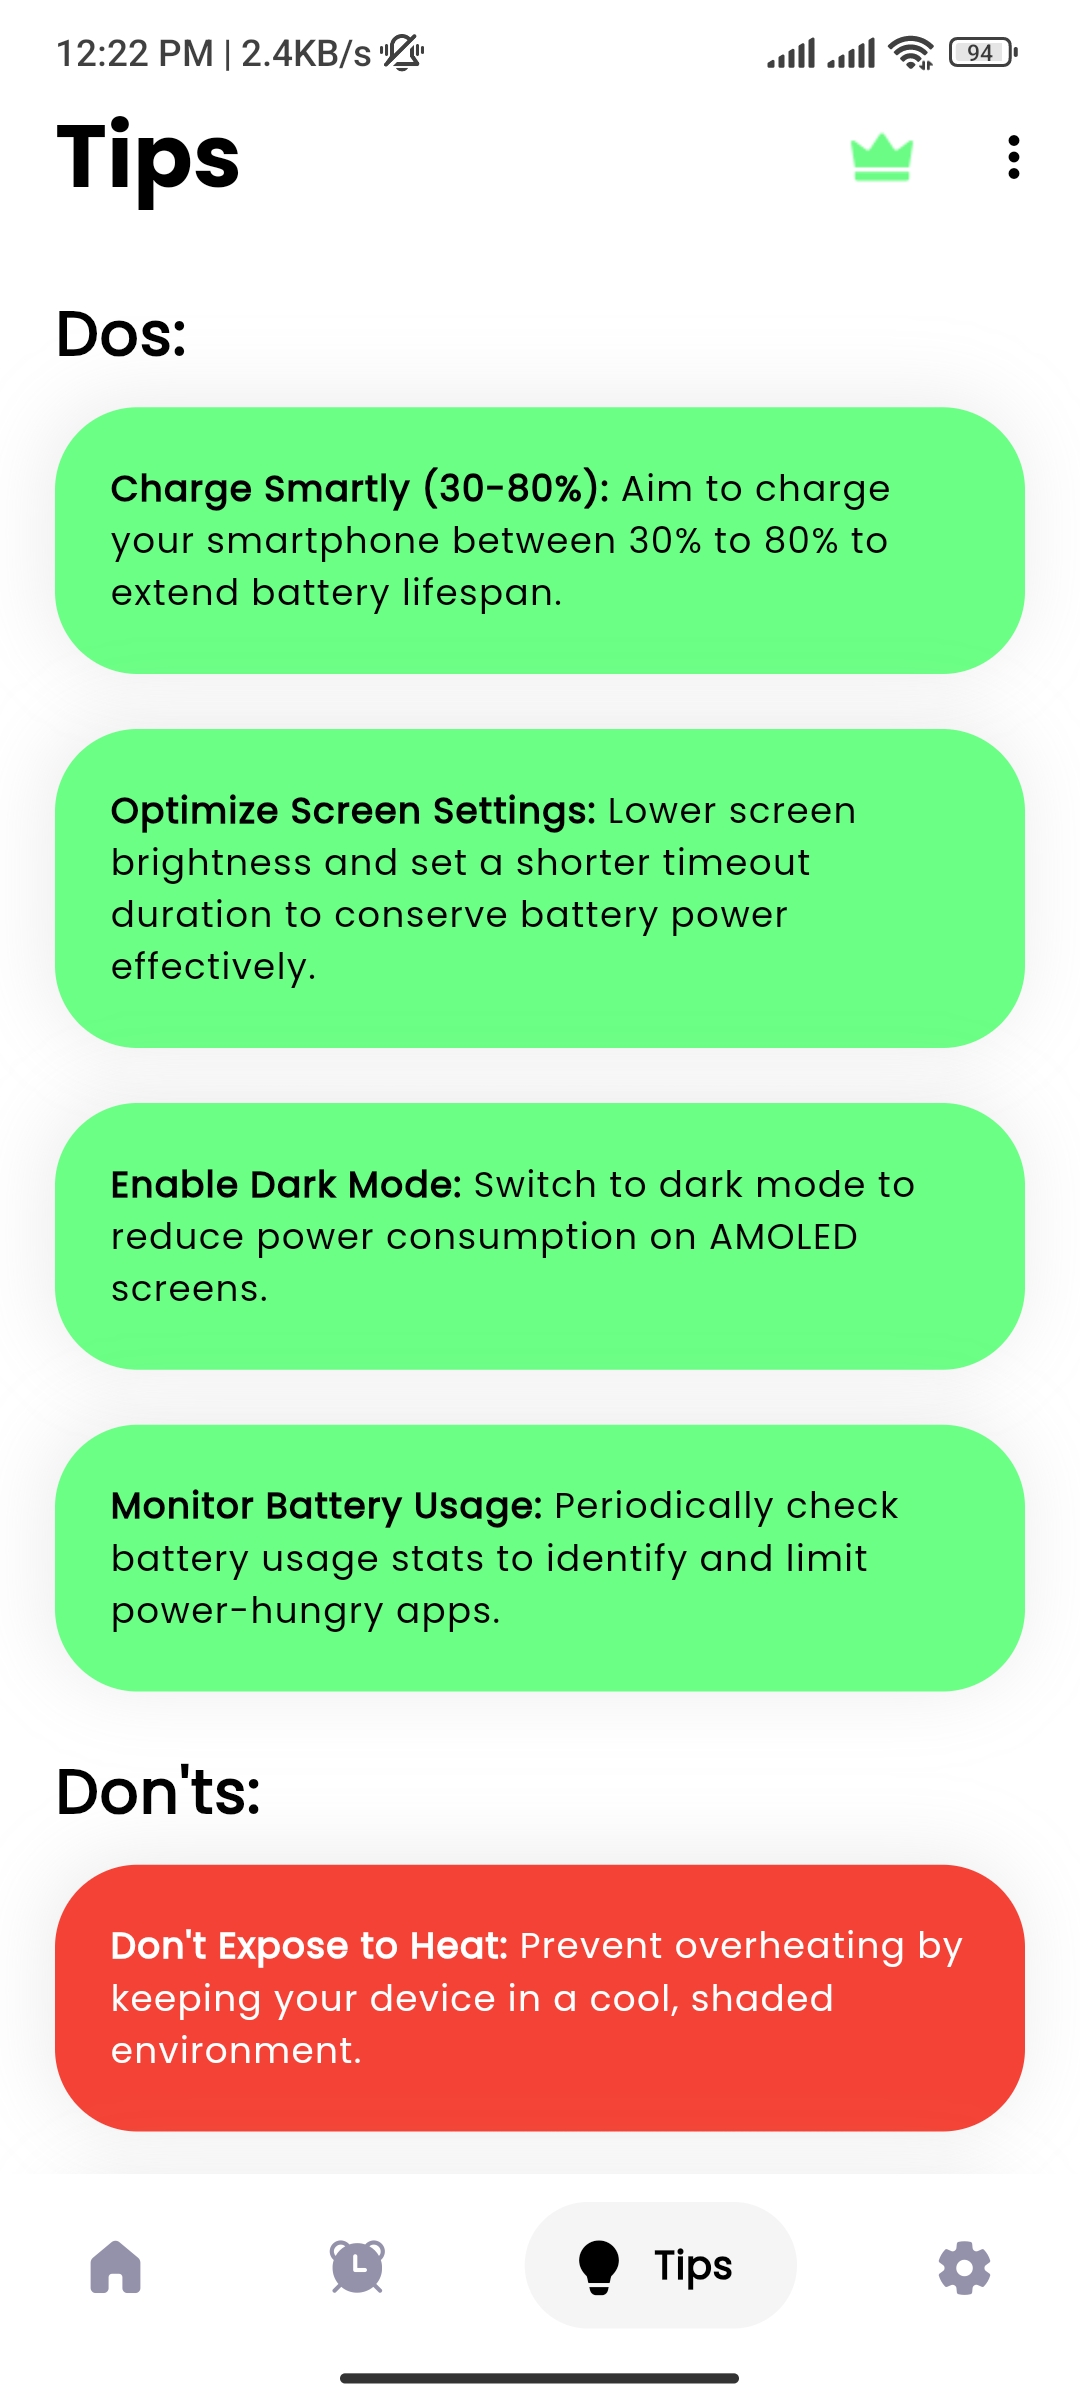 12:22 PM | 2.4KB/s
94
Tips
Dos:
Charge Smartly (30-80%): Aim to charge
your smartphone between 30% to 80% to
extend battery lifespan.
Optimize Screen Settings: Lower screen
brightness and set a shorter timeout
duration to conserve battery power
effectively.
Enable Dark Mode: Switch to dark mode to
reduce power consumption on AMOLED
screens.
Monitor Battery Usage: Periodically check
battery usage stats to identify and limit
power-hungry apps.
Don'ts:
Don't Expose to Heat: Prevent overheating by
keeping your device in a cool, shaded
environment.
Tips